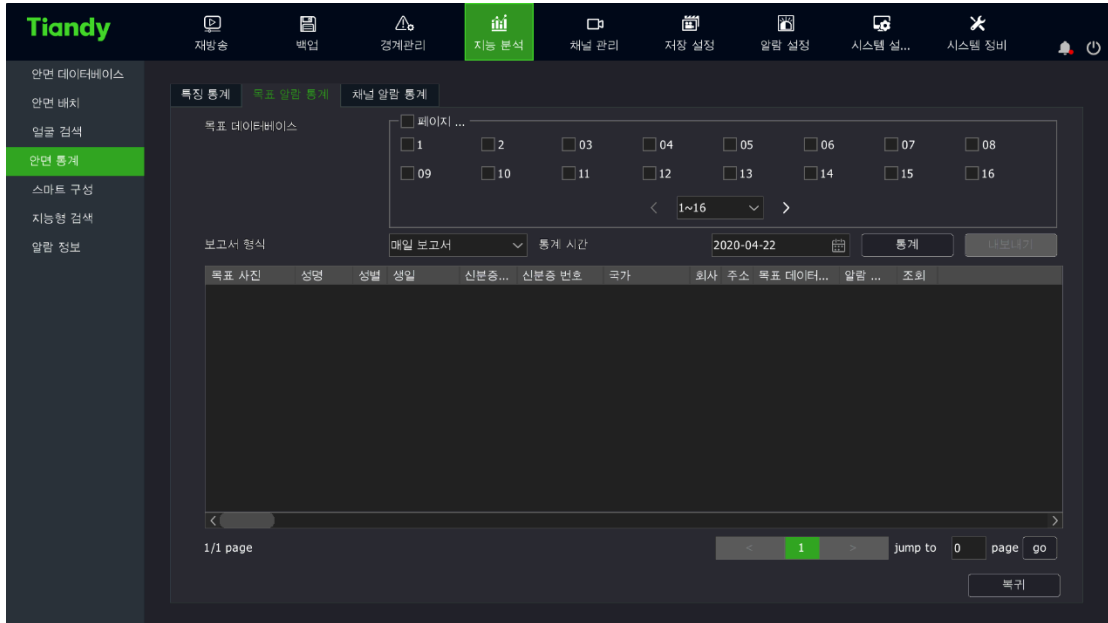 Tiandy
재방송 백업 경계관리 지능 분석 채널 관리 저장 설정 알람 설정 시스템 설... 시스템 정비
안면 데이터베이스
안면 배치
얼굴 검색
안면 통계
스마트 구성
지능형 검색
알람 정보
특징 통계 목표 알람 통계 채널 알람 통계
목표 데이터베이스 페이지 ...
1 2 03 04 05 06 07 08
09 10 11 12 13 14 15 16
< 1~16 >
보고서 형식 매일 보고서 통계 시간 2020-04-22 통계 내보내기
목표 사진 성명 성별 생일 신분증... 신분증 번호 국가 회사 주소 목표 데이터... 알람 ... 조회
1/1 page < 1 > jump to 0 page go
복귀